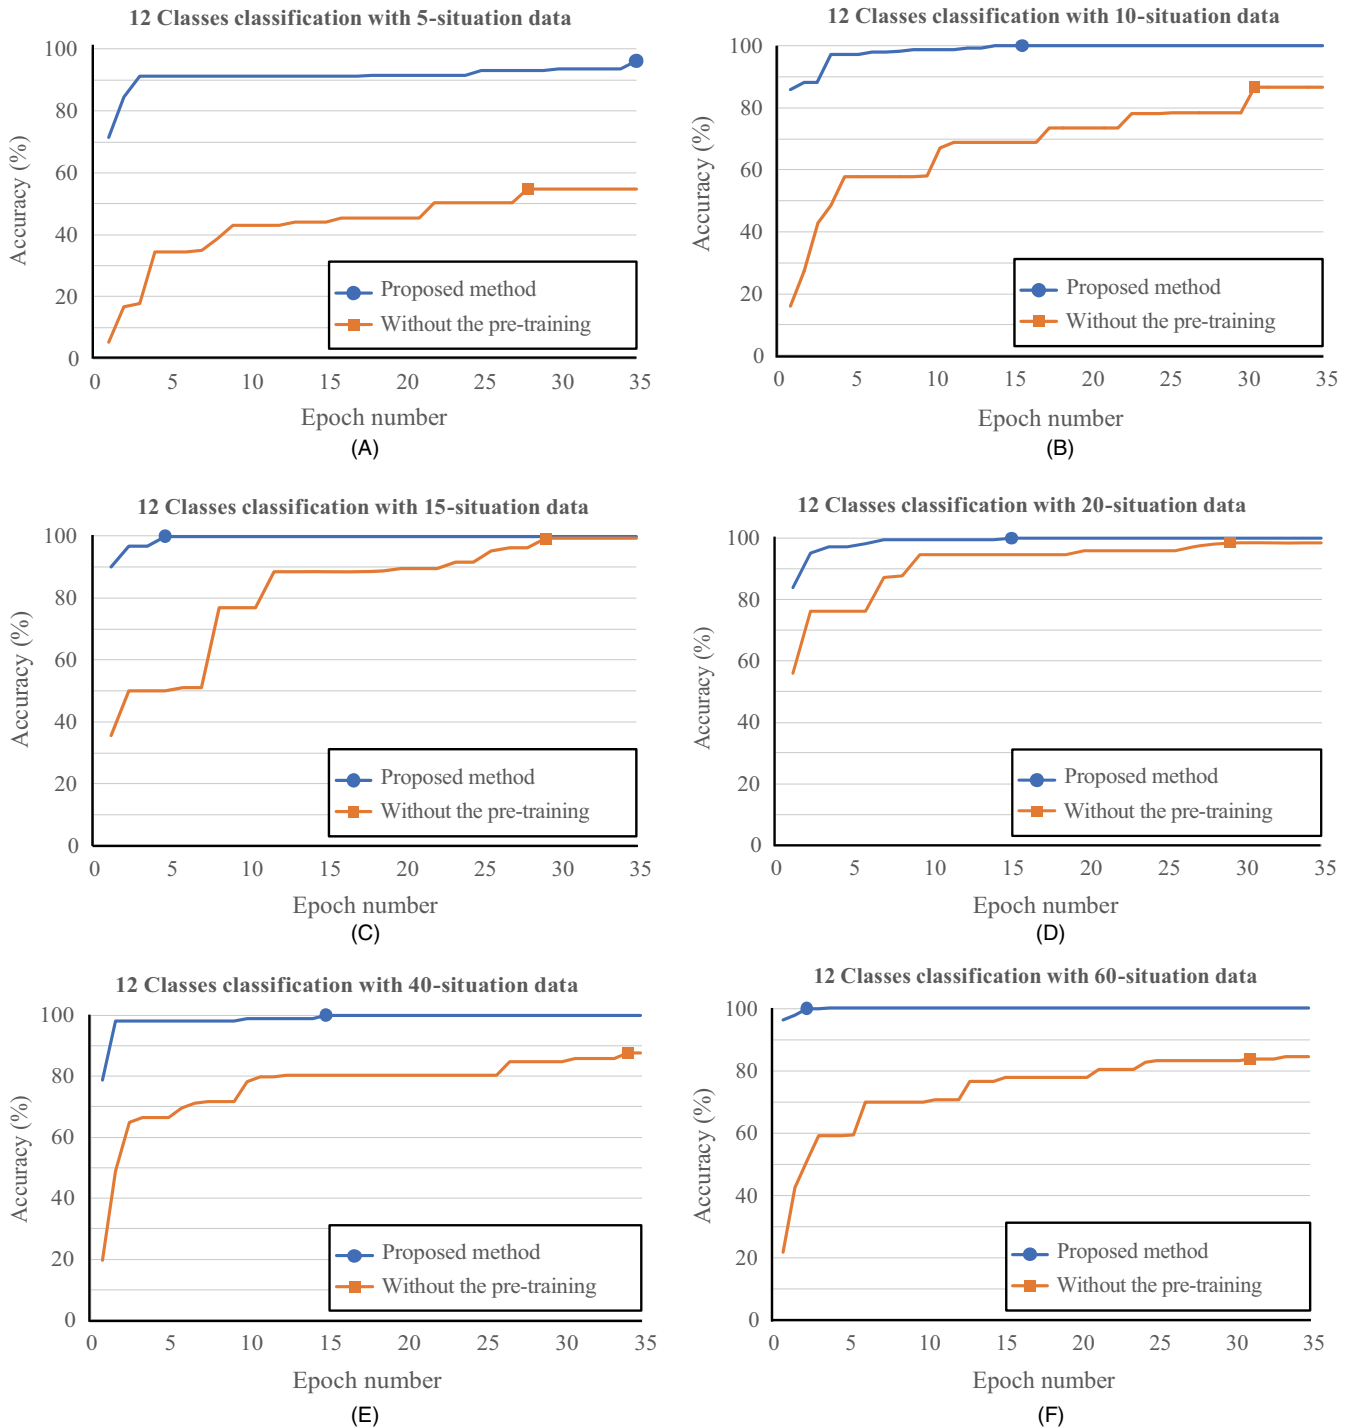 12 Classes classification with 5-situation data
100
80
60
40
20
0
Accuracy (%)
Proposed method
Without the pre-training
0 5 10 15 20 25 30 35
Epoch number
(A)
12 Classes classification with 10-situation data
100
80
60
40
20
0
Accuracy (%)
Proposed method
Without the pre-training
0 5 10 15 20 25 30 35
Epoch number
(B)
12 Classes classification with 15-situation data
100
80
60
40
20
0
Accuracy (%)
Proposed method
Without the pre-training
0 5 10 15 20 25 30 35
Epoch number
(C)
12 Classes classification with 20-situation data
100
80
60
40
20
0
Accuracy (%)
Proposed method
Without the pre-training
0 5 10 15 20 25 30 35
Epoch number
(D)
12 Classes classification with 40-situation data
100
80
60
40
20
0
Accuracy (%)
Proposed method
Without the pre-training
0 5 10 15 20 25 30 35
Epoch number
(E)
12 Classes classification with 60-situation data
100
80
60
40
20
0
Accuracy (%)
Proposed method
Without the pre-training
0 5 10 15 20 25 30 35
Epoch number
(F)